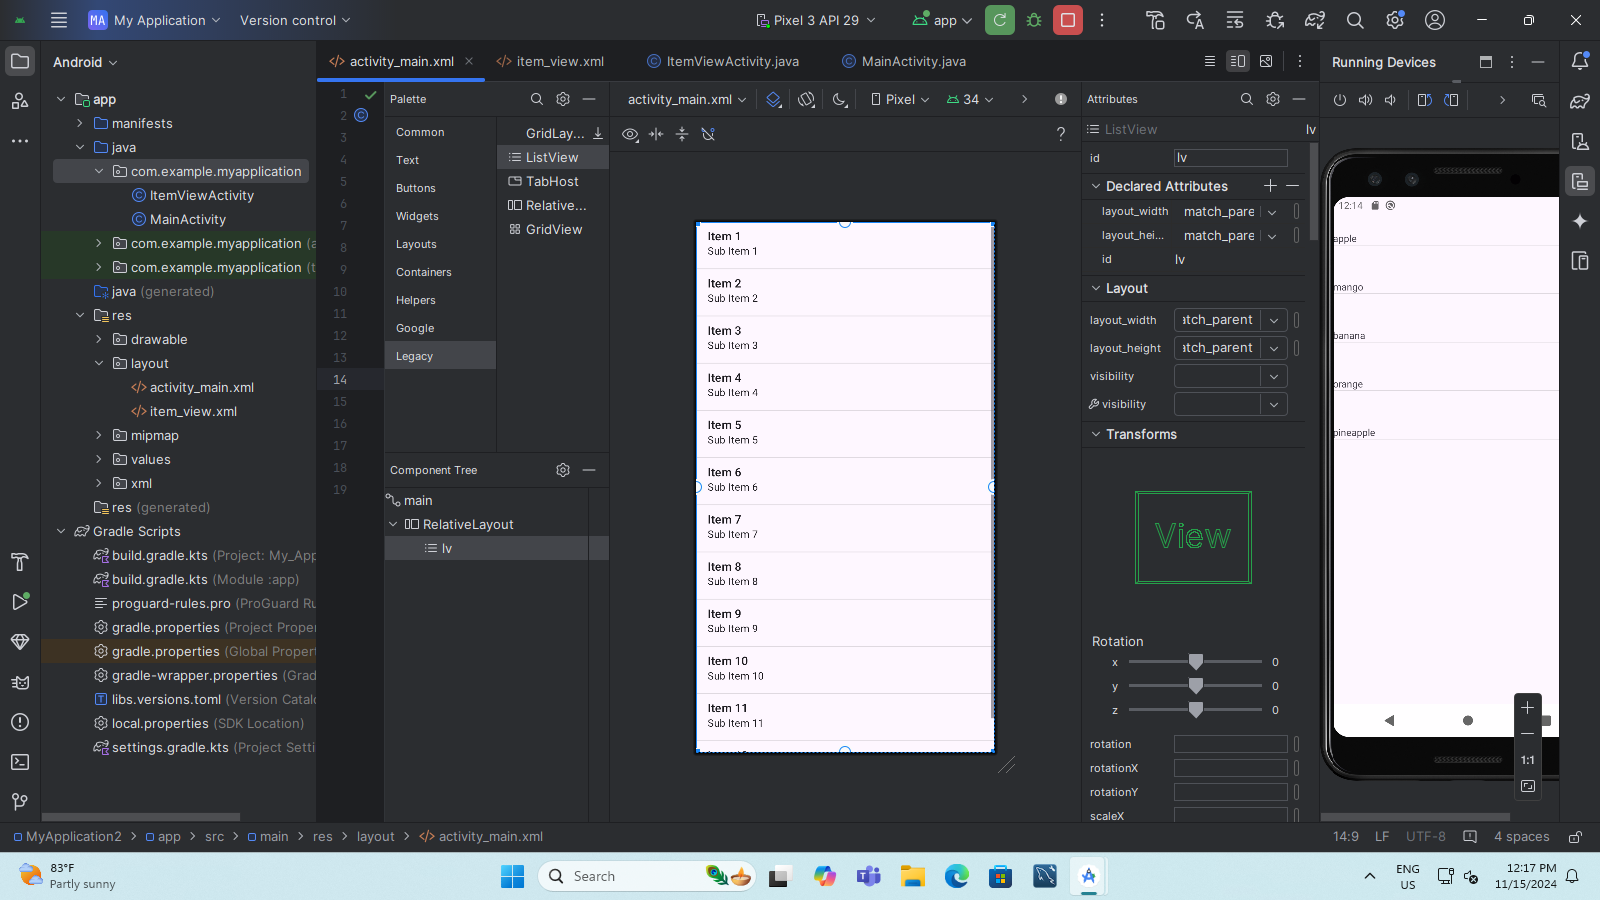 MA My Application Version control Pixel 3 API 29 app
Android
activity_main.xml item_view.xml ItemViewActivity.java MainActivity.java
Running Devices
app
manifests
java
com.example.myapplication
ItemViewActivity
MainActivity
com.example.myapplication (a
com.example.myapplication (t
java (generated)
res
drawable
layout
activity_main.xml
item_view.xml
mipmap
values
xml
res (generated)
Gradle Scripts
build.gradle.kts (Project: My_App
build.gradle.kts (Module :app)
proguard-rules.pro (ProGuard Ru
gradle.properties (Project Proper
gradle.properties (Global Propert
gradle-wrapper.properties (Grad
libs.versions.toml (Version Catalo
local.properties (SDK Location)
settings.gradle.kts (Project Setti
1
2
3
4
5
6
7
8
9
10
11
12
13
14
15
16
17
18
19
Palette
Common
Text
Buttons
Widgets
Layouts
Containers
Helpers
Google
Legacy
GridLay...
ListView
TabHost
Relative...
GridView
Component Tree
main
RelativeLayout
lv
activity_main.xml Pixel 34
?
Item 1
Sub Item 1
Item 2
Sub Item 2
Item 3
Sub Item 3
Item 4
Sub Item 4
Item 5
Sub Item 5
Item 6
Sub Item 6
Item 7
Sub Item 7
Item 8
Sub Item 8
Item 9
Sub Item 9
Item 10
Sub Item 10
Item 11
Sub Item 11
Attributes
ListView lv
id lv
Declared Attributes
layout_width match_pare
layout_hei... match_pare
id lv
Layout
layout_width atch_parent
layout_height atch_parent
visibility
visibility
Transforms
View
Rotation
x 0
y 0
z 0
rotation
rotationX
rotationY
scaleX
12:14
apple
mango
banana
orange
pineapple
1:1
MyApplication2 app src main res layout activity_main.xml
14:9 LF UTF-8 4 spaces
83°F
Partly sunny
Search
ENG
US
12:17 PM
11/15/2024